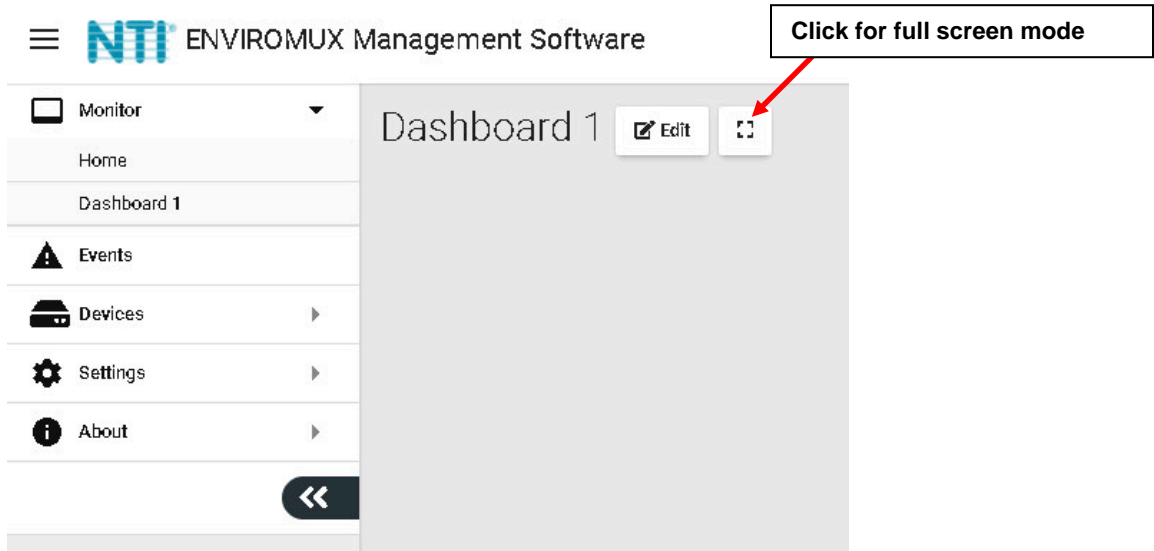 NTI ENVIROMUX Management Software
Click for full screen mode
Monitor
Home
Dashboard 1
Events
Devices
Settings
About
Dashboard 1 Edit